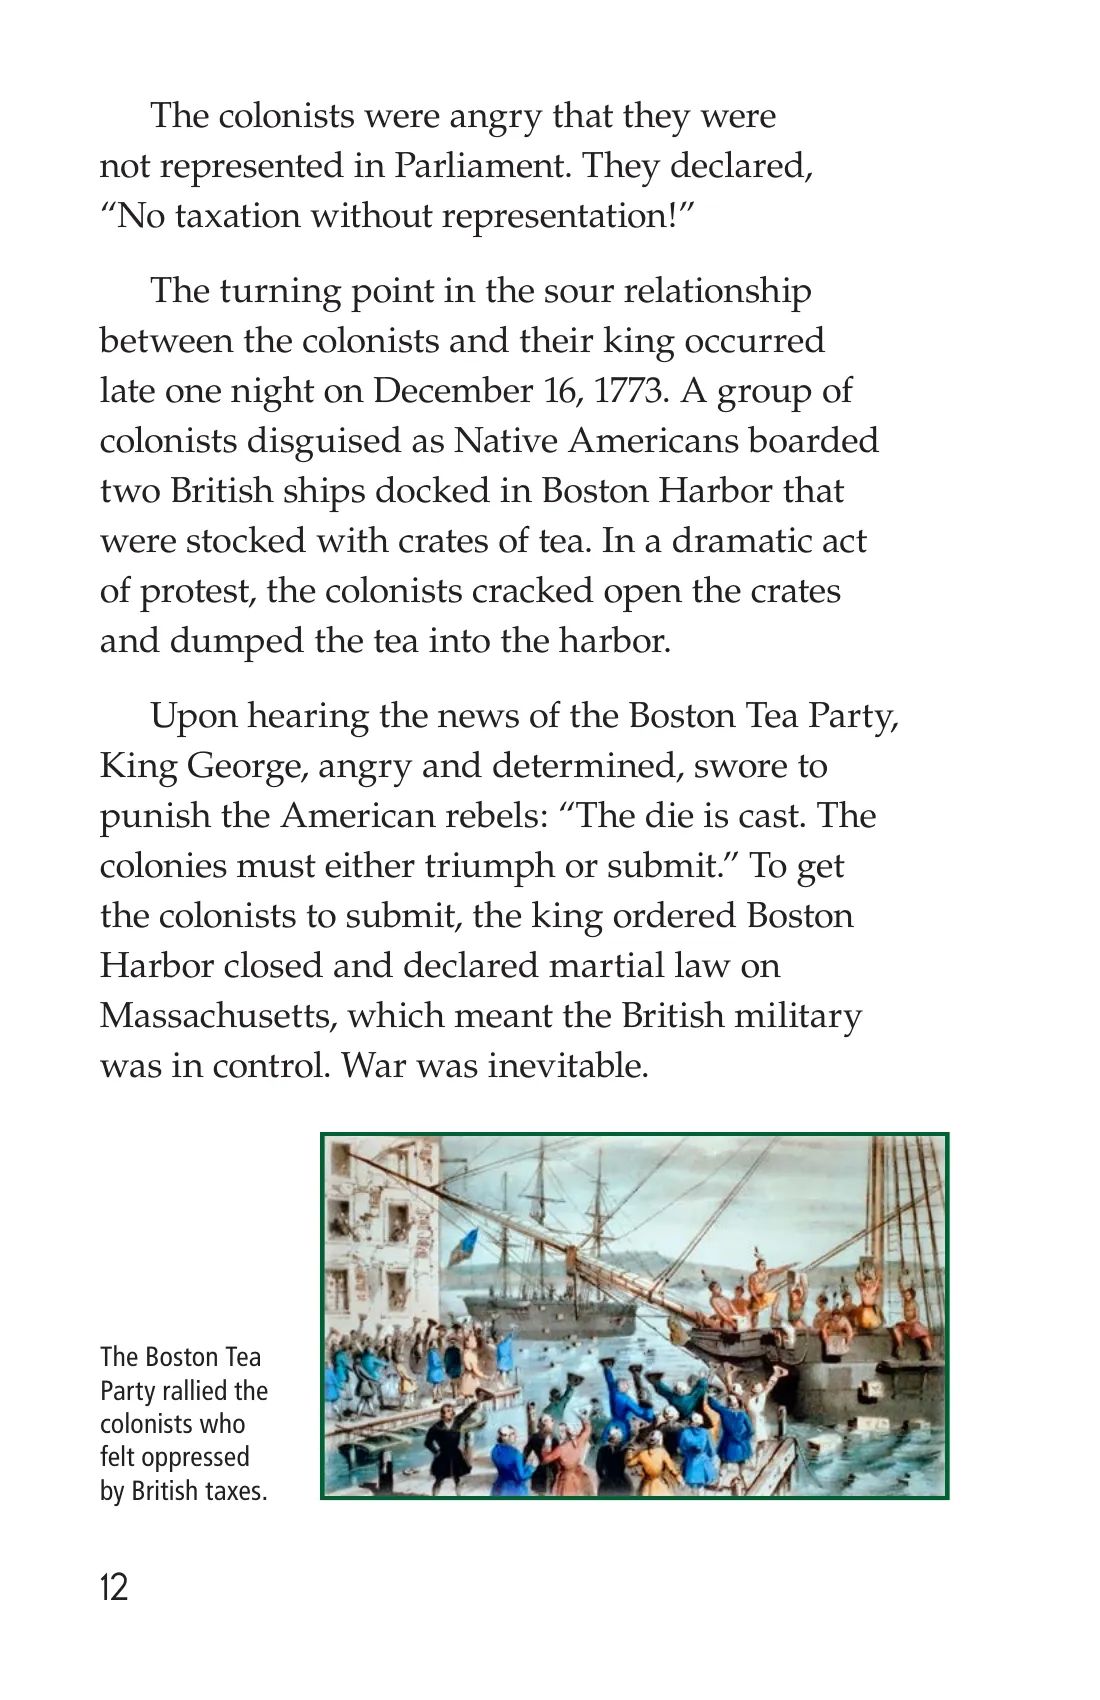 The colonists were angry that they were
not represented in Parliament. They declared,
“No taxation without representation!”
The turning point in the sour relationship
between the colonists and their king occurred
late one night on December 16, 1773. A group of
colonists disguised as Native Americans boarded
two British ships docked in Boston Harbor that
were stocked with crates of tea. In a dramatic act
of protest, the colonists cracked open the crates
and dumped the tea into the harbor.
Upon hearing the news of the Boston Tea Party,
King George, angry and determined, swore to
punish the American rebels: “The die is cast. The
colonies must either triumph or submit.” To get
the colonists to submit, the king ordered Boston
Harbor closed and declared martial law on
Massachusetts, which meant the British military
was in control. War was inevitable.
The Boston Tea
Party rallied the
colonists who
felt oppressed
by British taxes.
12